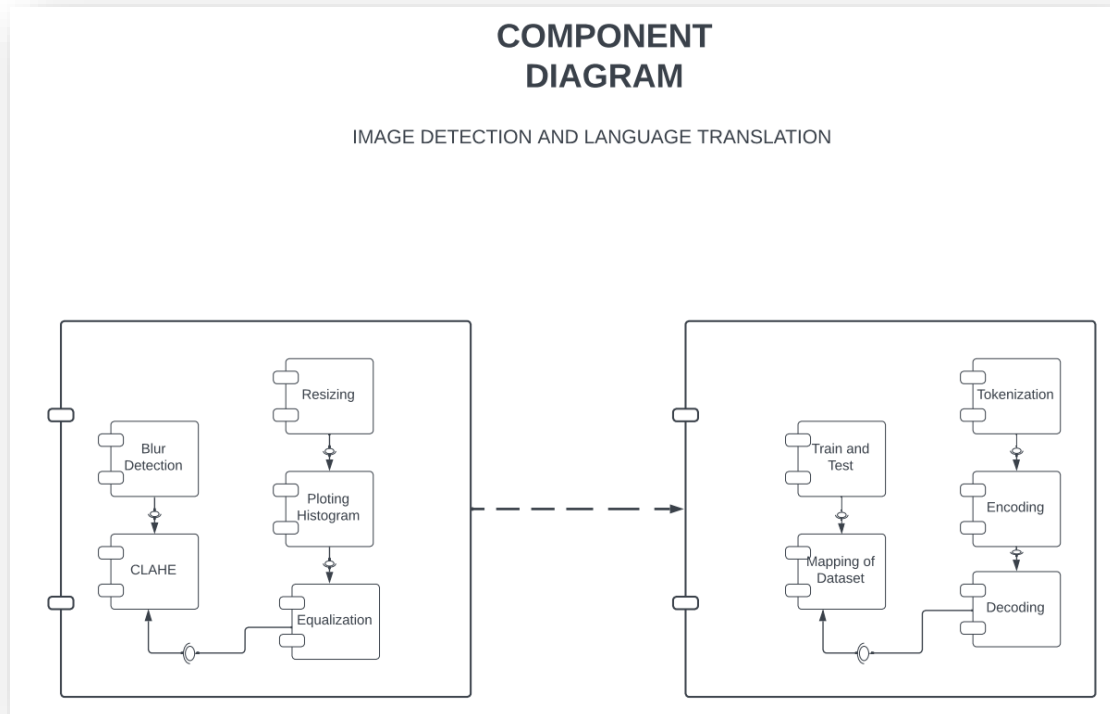 COMPONENT
DIAGRAM
IMAGE DETECTION AND LANGUAGE TRANSLATION
Resizing
Blur
Detection
Ploting
Histogram
CLAHE
Equalization
Tokenization
Train and
Test
Encoding
Mapping of
Dataset
Decoding